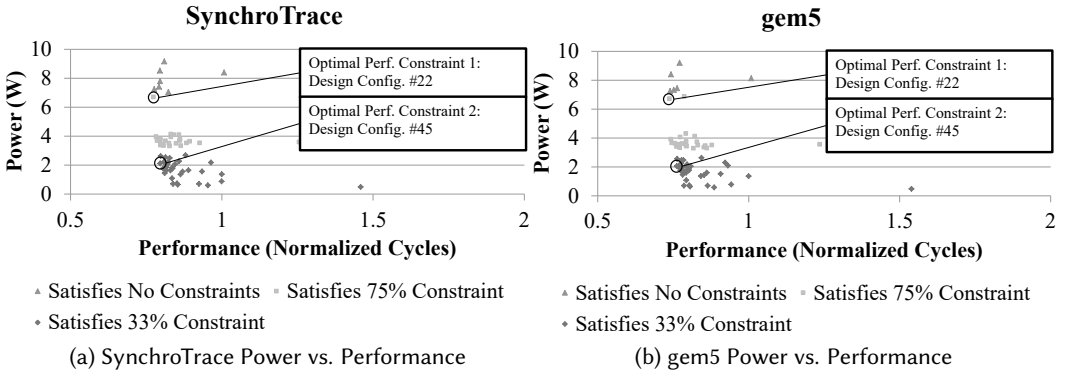 SynchroTrace
10
8
6
4
2
0
Power (W)
0.5
1
1.5
2
Performance (Normalized Cycles)
Optimal Perf. Constraint 1:
Design Config. #22
Optimal Perf. Constraint 2:
Design Config. #45
▲ Satisfies No Constraints ■ Satisfies 75% Constraint
◆ Satisfies 33% Constraint
(a) SynchroTrace Power vs. Performance
gem5
10
8
6
4
2
0
Power (W)
0.5
1
1.5
2
Performance (Normalized Cycles)
Optimal Perf. Constraint 1:
Design Config. #22
Optimal Perf. Constraint 2:
Design Config. #45
▲ Satisfies No Constraints ■ Satisfies 75% Constraint
◆ Satisfies 33% Constraint
(b) gem5 Power vs. Performance